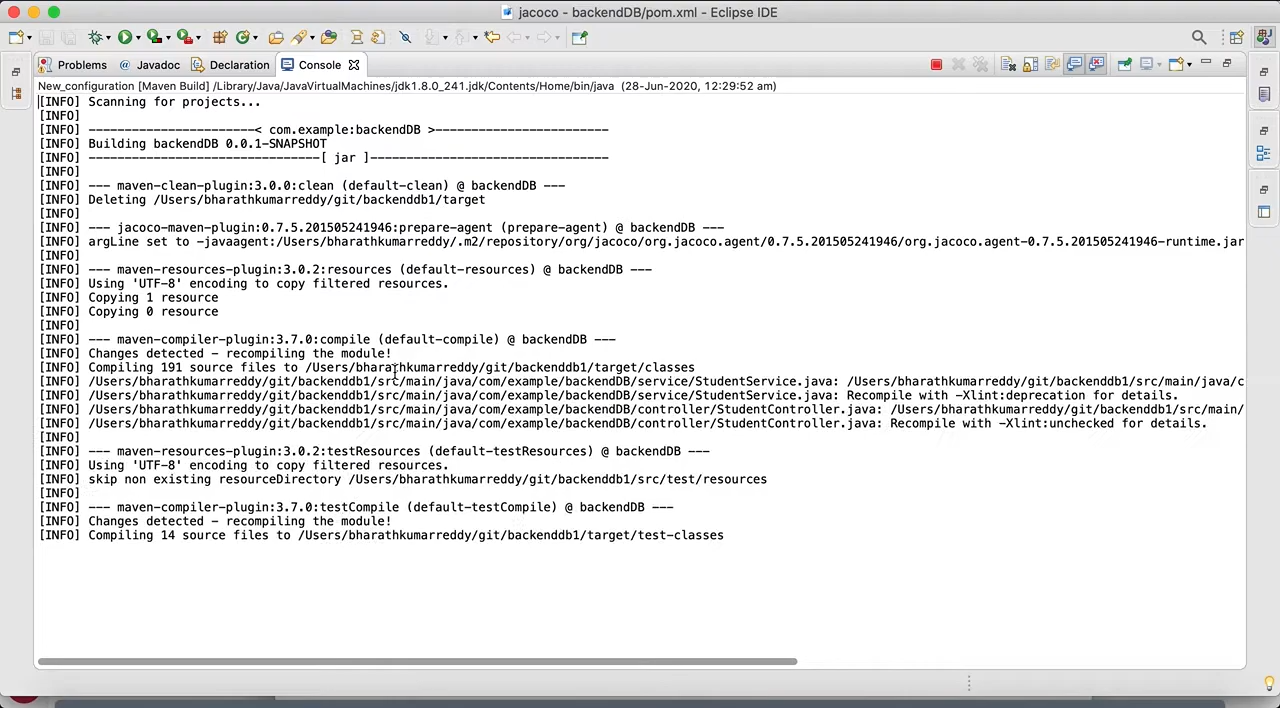 jacoco - backendDB/pom.xml - Eclipse IDE
Problems @ Javadoc Declaration Console
New_configuration [Maven Build] /Library/Java/JavaVirtualMachines/jdk1.8.0_241.jdk/Contents/Home/bin/java (28-Jun-2020, 12:29:52 am)
[INFO] Scanning for projects...
[INFO]
[INFO] -----------------------< com.example:backendDB >------------------------
[INFO] Building backendDB 0.0.1-SNAPSHOT
[INFO] --------------------------------[ jar ]---------------------------------
[INFO]
[INFO] --- maven-clean-plugin:3.0.0:clean (default-clean) @ backendDB ---
[INFO] Deleting /Users/bharathkumarreddy/git/backenddb1/target
[INFO]
[INFO] --- jacoco-maven-plugin:0.7.5.201505241946:prepare-agent (prepare-agent) @ backendDB ---
[INFO] argLine set to -javaagent:/Users/bharathkumarreddy/.m2/repository/org/jacoco/org.jacoco.agent/0.7.5.201505241946/org.jacoco.agent-0.7.5.201505241946-runtime.jar
[INFO]
[INFO] --- maven-resources-plugin:3.0.2:resources (default-resources) @ backendDB ---
[INFO] Using 'UTF-8' encoding to copy filtered resources.
[INFO] Copying 1 resource
[INFO] Copying 0 resource
[INFO]
[INFO] --- maven-compiler-plugin:3.7.0:compile (default-compile) @ backendDB ---
[INFO] Changes detected - recompiling the module!
[INFO] Compiling 191 source files to /Users/bharathkumarreddy/git/backenddb1/target/classes
[INFO] /Users/bharathkumarreddy/git/backenddb1/src/main/java/com/example/backendDB/service/StudentService.java: /Users/bharathkumarreddy/git/backenddb1/src/main/java/c
[INFO] /Users/bharathkumarreddy/git/backenddb1/src/main/java/com/example/backendDB/service/StudentService.java: Recompile with -Xlint:deprecation for details.
[INFO] /Users/bharathkumarreddy/git/backenddb1/src/main/java/com/example/backendDB/controller/StudentController.java: /Users/bharathkumarreddy/git/backenddb1/src/main/
[INFO] /Users/bharathkumarreddy/git/backenddb1/src/main/java/com/example/backendDB/controller/StudentController.java: Recompile with -Xlint:unchecked for details.
[INFO]
[INFO] --- maven-resources-plugin:3.0.2:testResources (default-testResources) @ backendDB ---
[INFO] Using 'UTF-8' encoding to copy filtered resources.
[INFO] skip non existing resourceDirectory /Users/bharathkumarreddy/git/backenddb1/src/test/resources
[INFO]
[INFO] --- maven-compiler-plugin:3.7.0:testCompile (default-testCompile) @ backendDB ---
[INFO] Changes detected - recompiling the module!
[INFO] Compiling 14 source files to /Users/bharathkumarreddy/git/backenddb1/target/test-classes